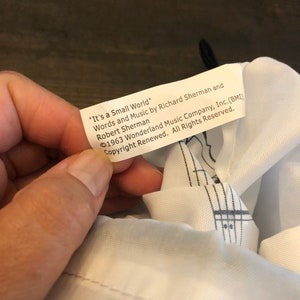 "It's a Small World"
Words and Music by Richard Sherman and
Robert Sherman
©1963 Wonderland Music Company, Inc.(BMI)
Copyright Renewed. All Rights Reserved.